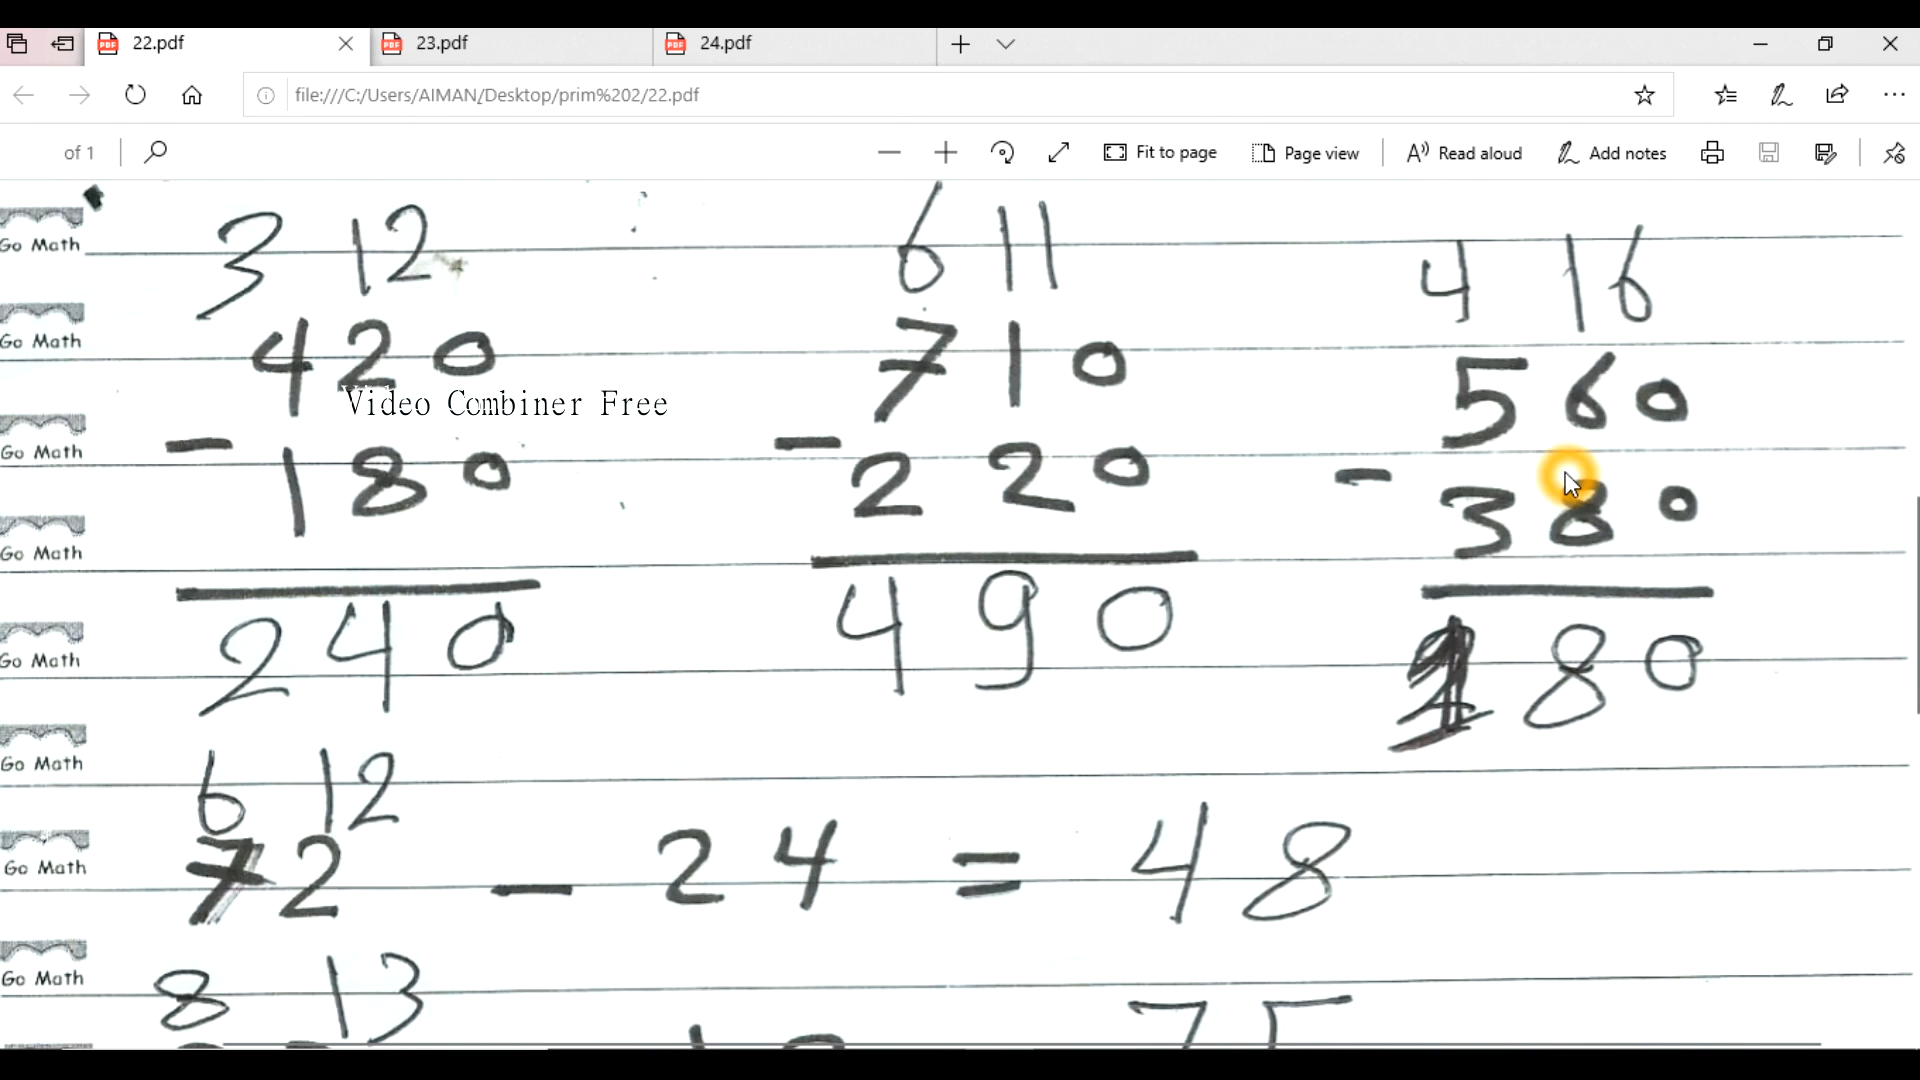 22.pdf 23.pdf 24.pdf
file:///C:/Users/AIMAN/Desktop/prim%202/22.pdf
of 1 Fit to page Page view Read aloud Add notes
Go Math
3 12 6 11 4 16
Go Math
420 710 560
Video Combiner Free
Go Math
- 180 - 220 - 380
Go Math
240 490 180
Go Math
6 12
Go Math
72 - 24 = 48
Go Math
8 13
Go Math